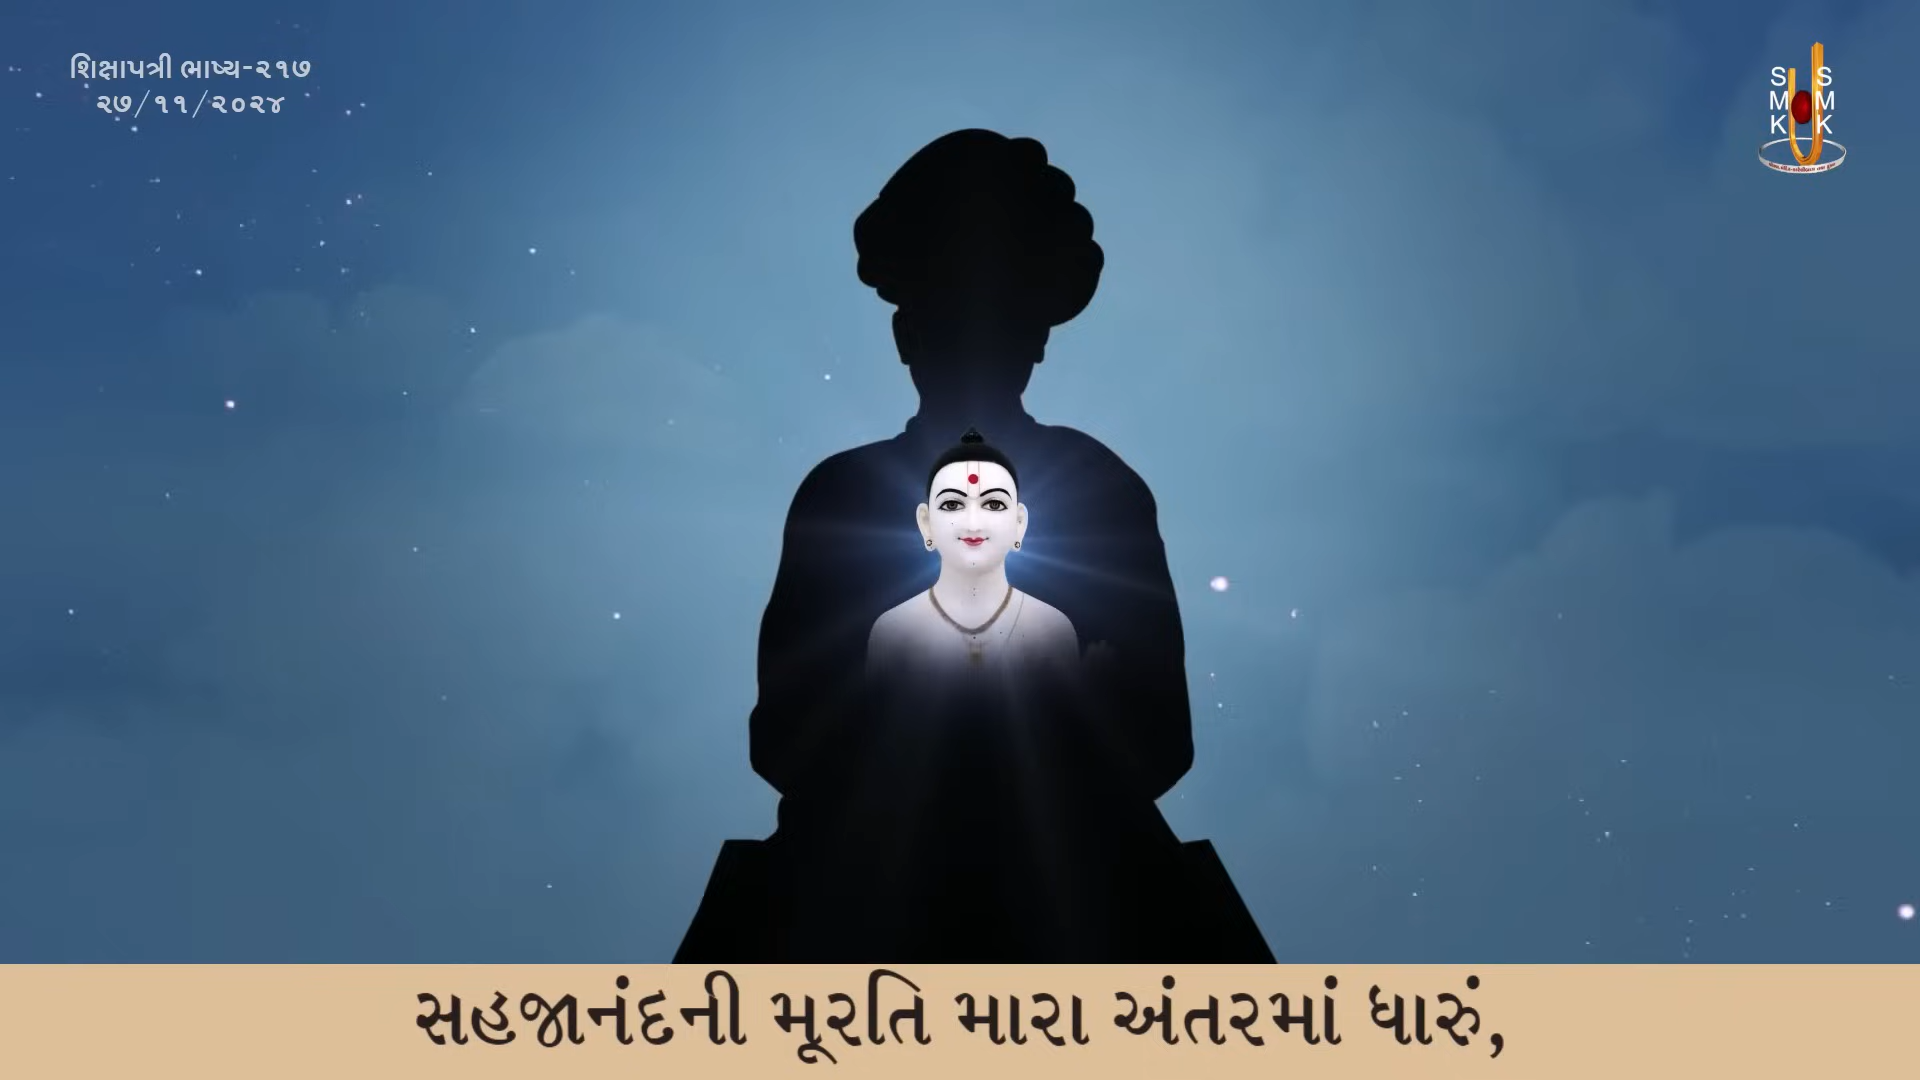 શિક્ષાપત્રી ભાષ્ય-૨૧૭
૨૭/૧૧/૨૦૨૪
S S
M M
K K
સહજાનંદની મૂરતિ મારા અંતરમાં ધારું,